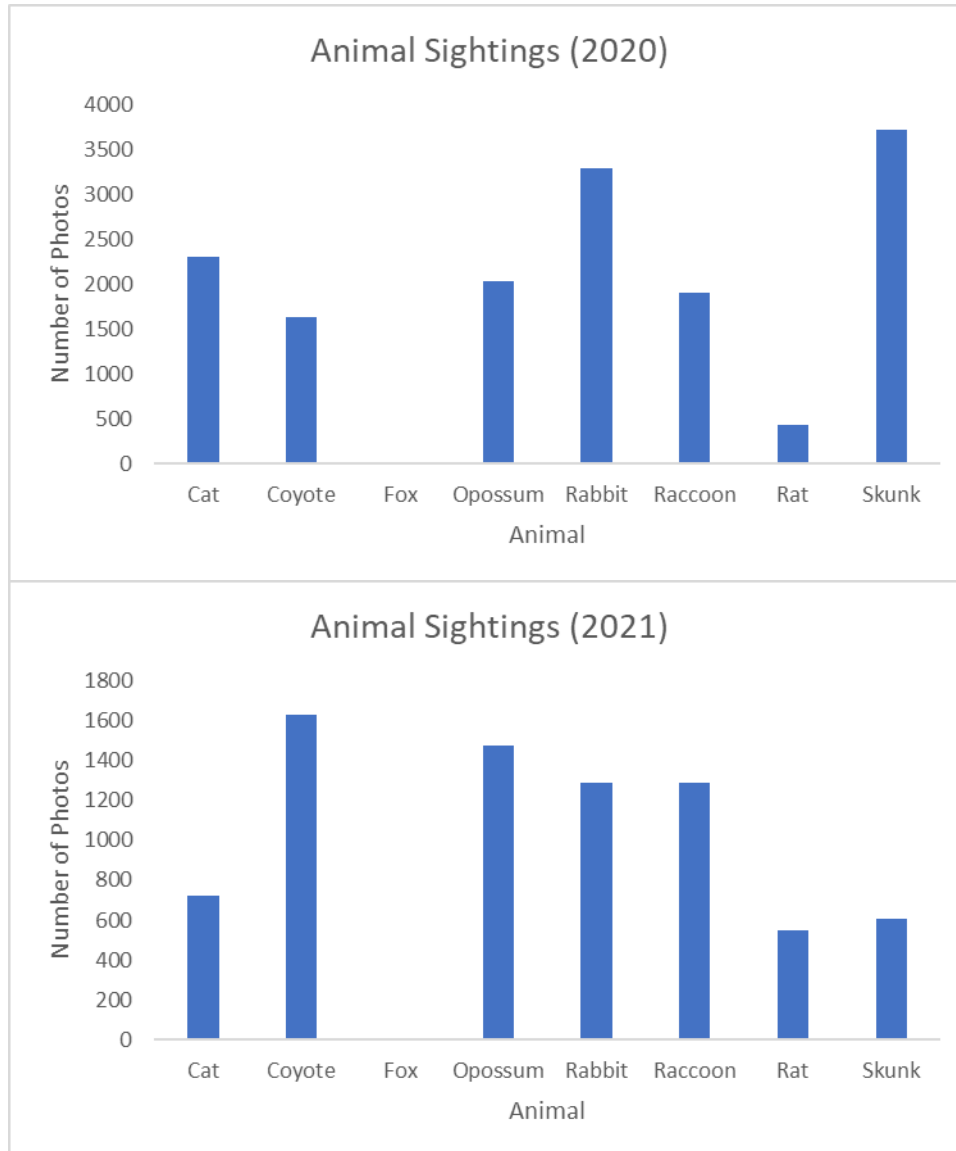 Animal Sightings (2020)
Number of Photos
4000
3500
3000
2500
2000
1500
1000
500
0
Cat Coyote Fox Opossum Rabbit Raccoon Rat Skunk
Animal
Animal Sightings (2021)
Number of Photos
1800
1600
1400
1200
1000
800
600
400
200
0
Cat Coyote Fox Opossum Rabbit Raccoon Rat Skunk
Animal